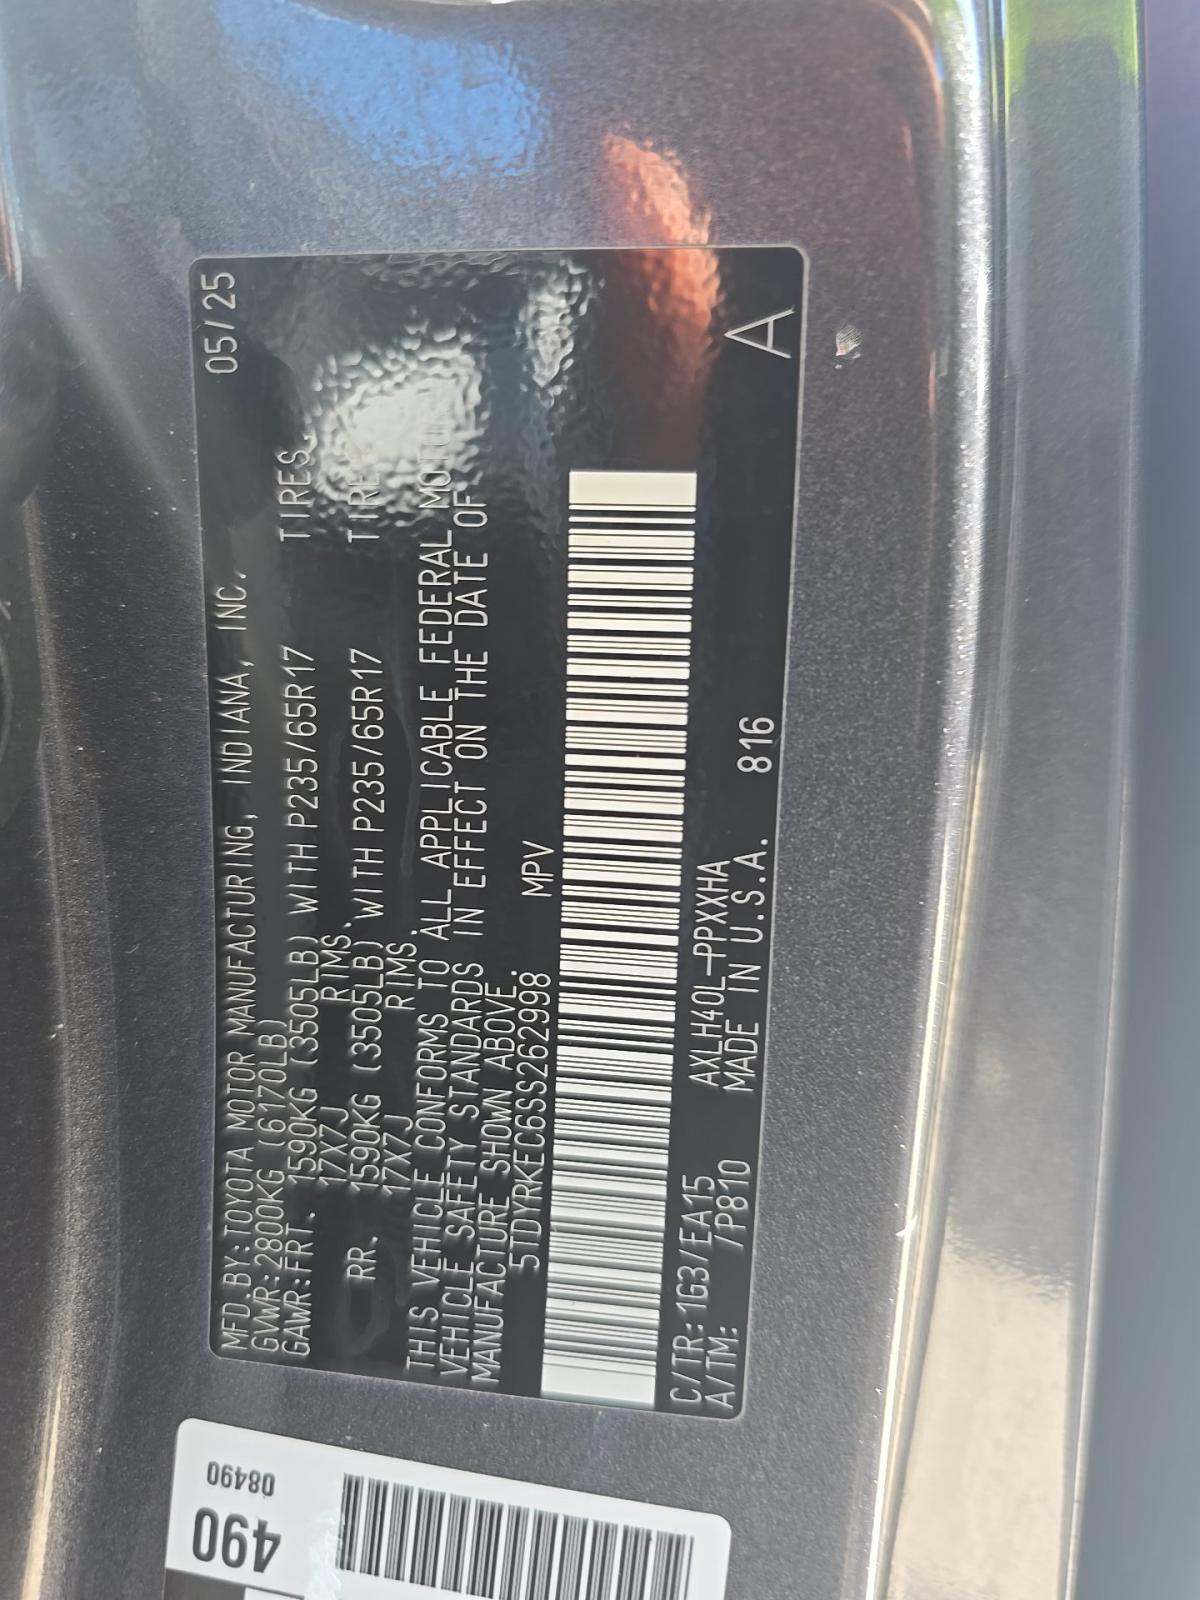 MFD.BY:TOYOTA MOTOR MANUFACTURING, INDIANA, INC. 05/25
GVWR:2800KG (6170LB)
GAWR:FRT. 1590KG (3505LB) WITH P235/65R17 TIRES,
17X7J RIMS.
RR. 1590KG (3505LB) WITH P235/65R17
17X7J RIMS.
THIS VEHICLE CONFORMS TO ALL APPLICABLE FEDERAL
VEHICLE SAFETY STANDARDS IN EFFECT ON THE DATE OF
MANUFACTURE SHOWN ABOVE.
5TDYRKEC6SS262998 MPV
C/TR:1G3/EA15 AXLH40L-PPXXHA
A/TM: /P810 MADE IN U.S.A. 816 A
490
08490